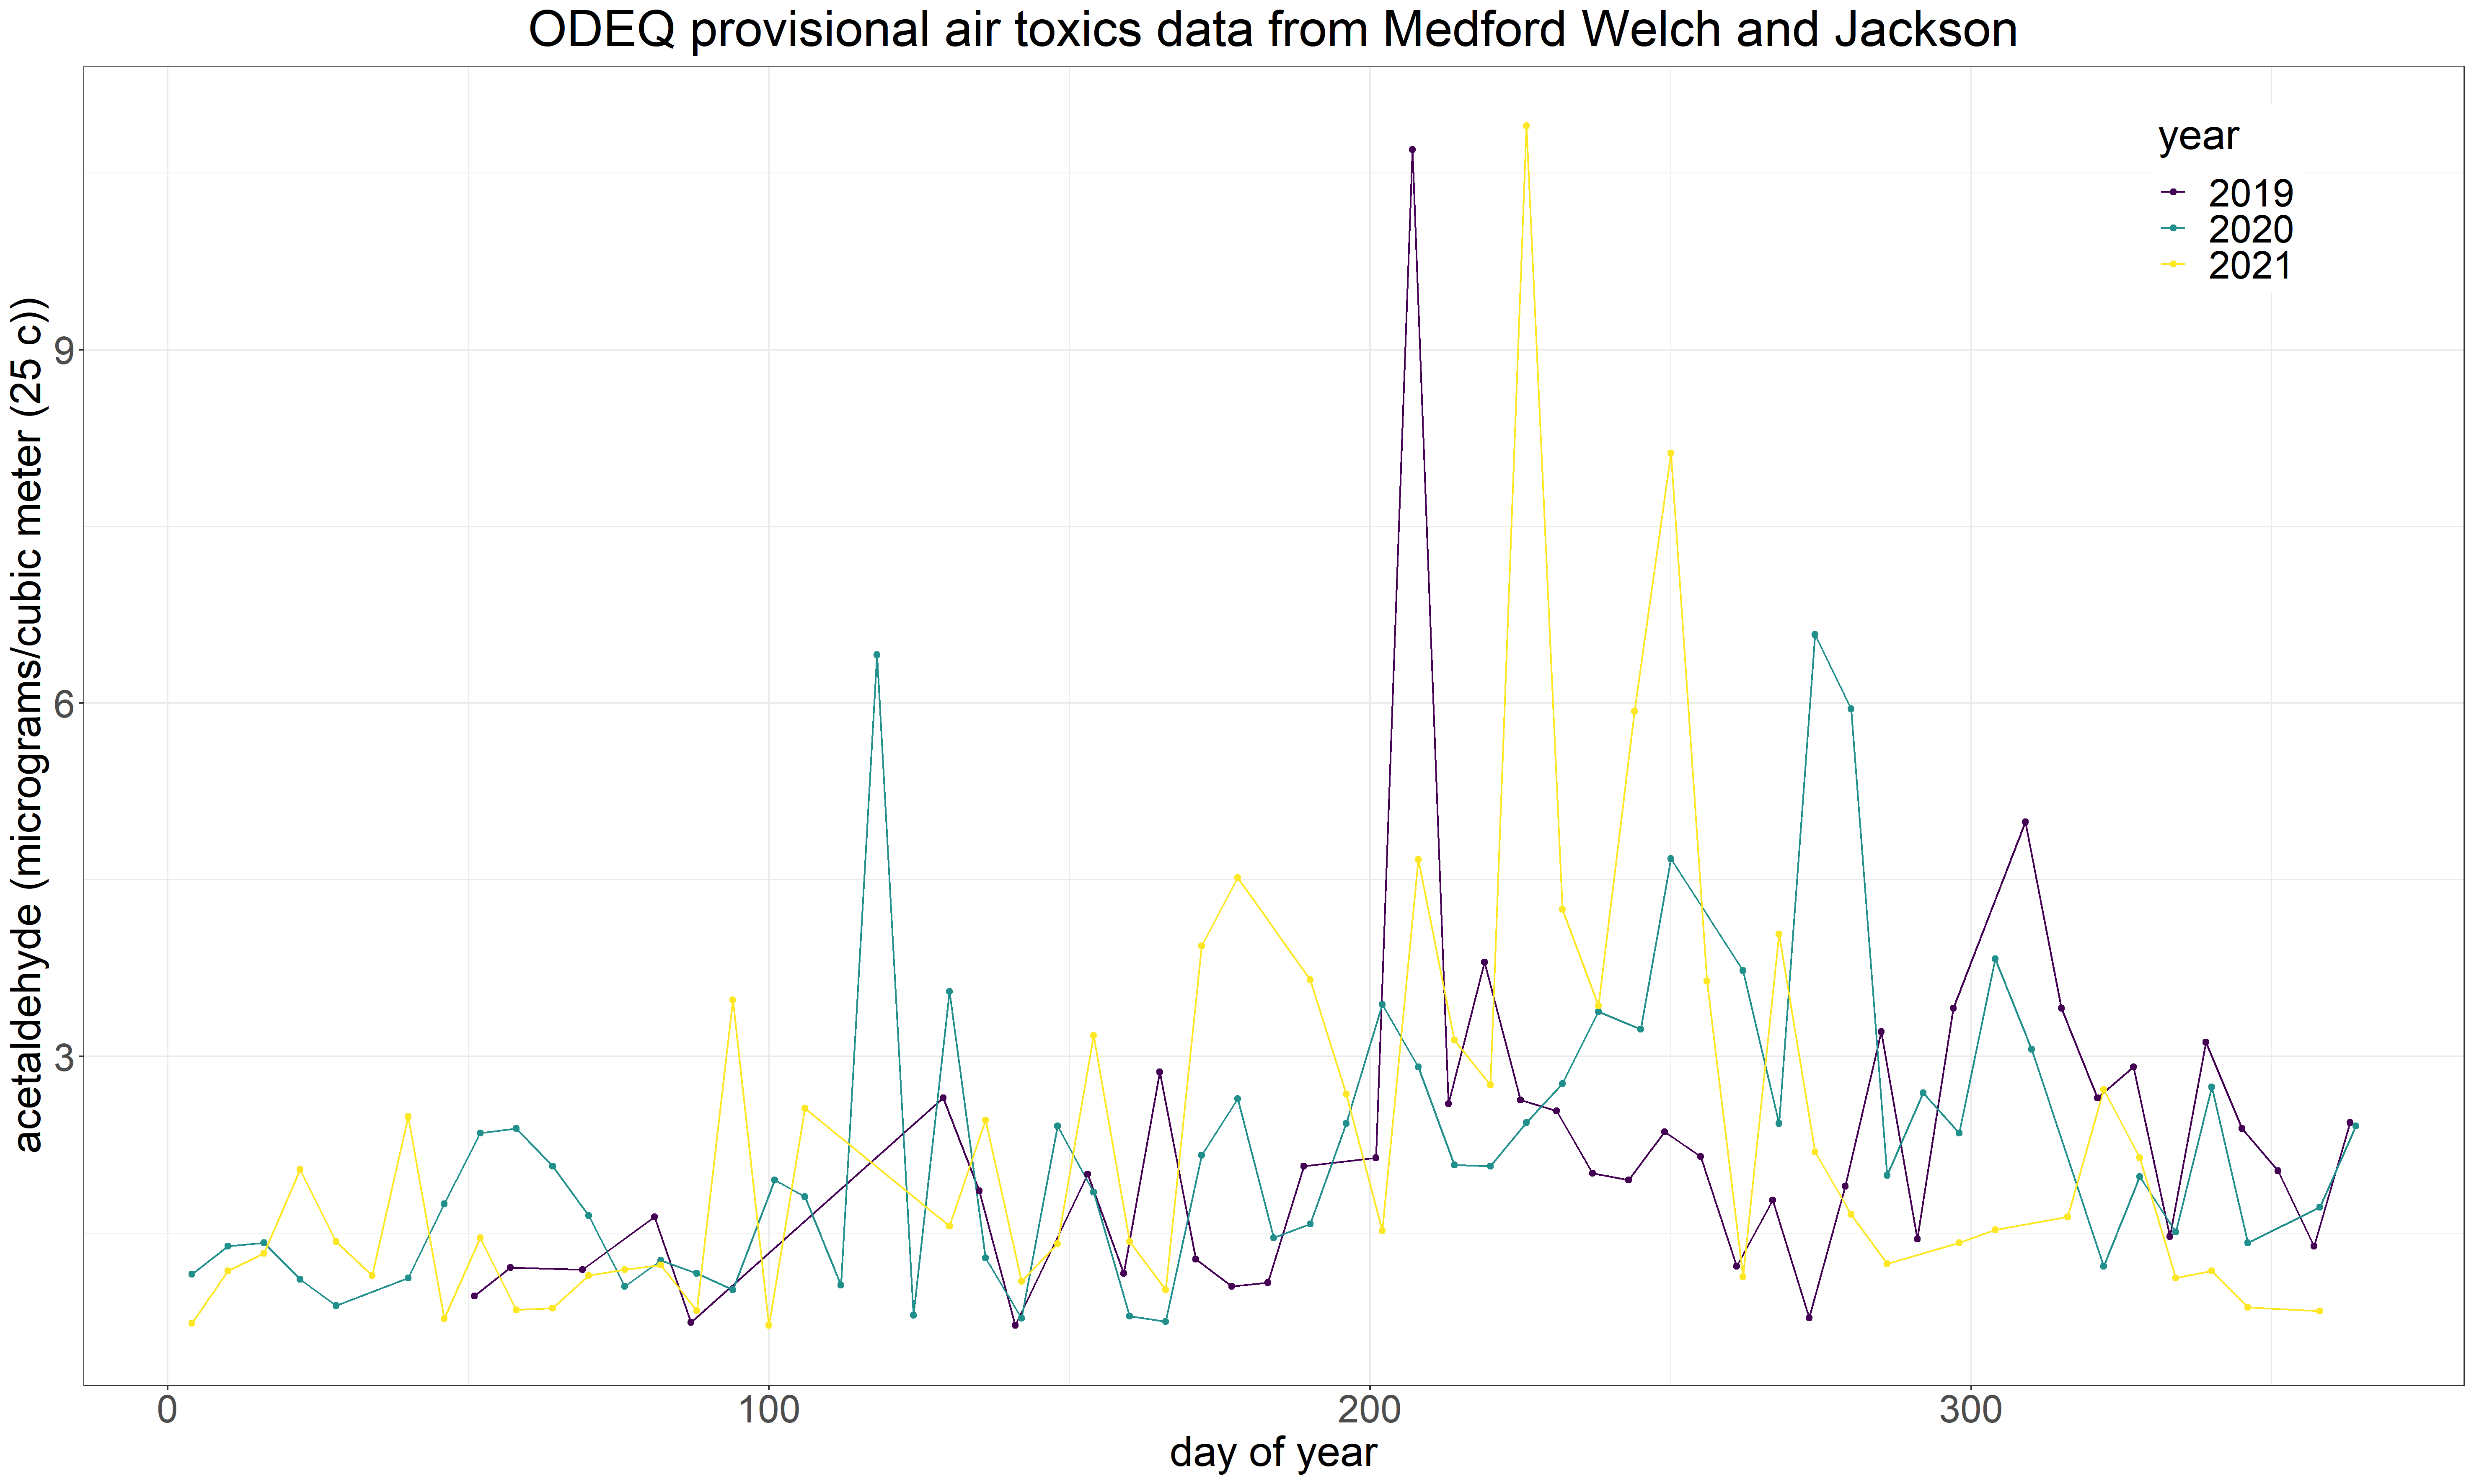 ODEQ provisional air toxics data from Medford Welch and Jackson
year
2019
2020
2021
acetaldehyde (micrograms/cubic meter (25 c))
9
6
3
0
100
200
300
day of year